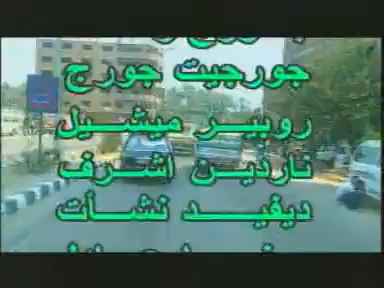 جورجيت جورج
روبير ميشيل
ناردين اشرف
ديفيد نشأت